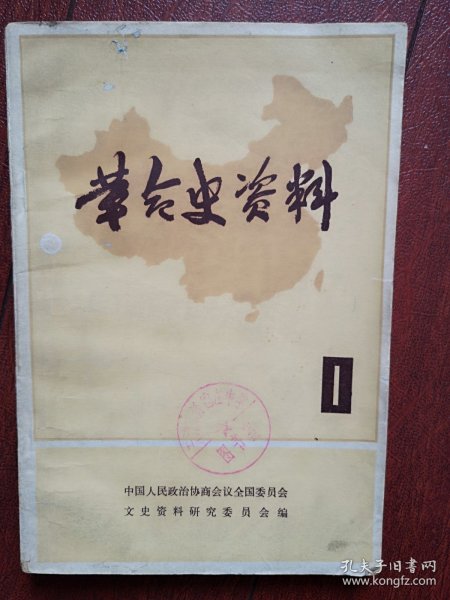 革命史资料
1
中国人民政治协商会议全国委员会
文史资料研究委员会编
孔夫子旧书网
www.kongfz.com